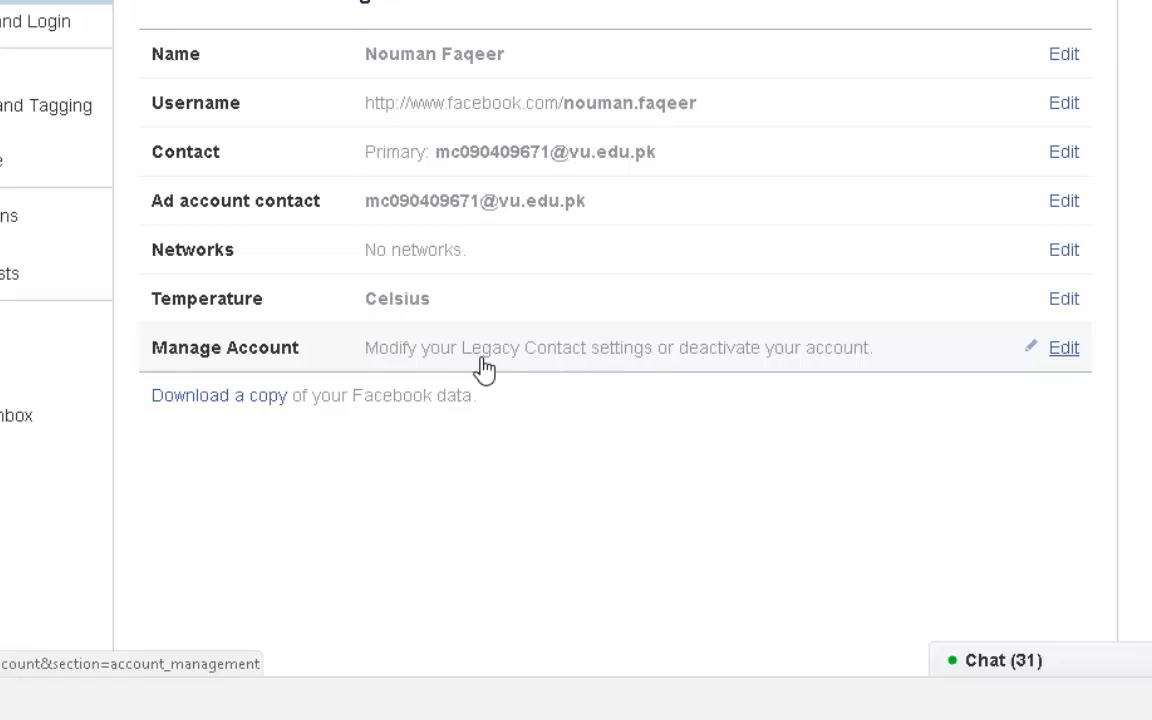 and Login
and Tagging
e
ns
sts
nbox
Name Nouman Faqeer Edit
Username http://www.facebook.com/nouman.faqeer Edit
Contact Primary: mc090409671@vu.edu.pk Edit
Ad account contact mc090409671@vu.edu.pk Edit
Networks No networks. Edit
Temperature Celsius Edit
Manage Account Modify your Legacy Contact settings or deactivate your account. Edit
Download a copy of your Facebook data.
count&section=account_management
Chat (31)